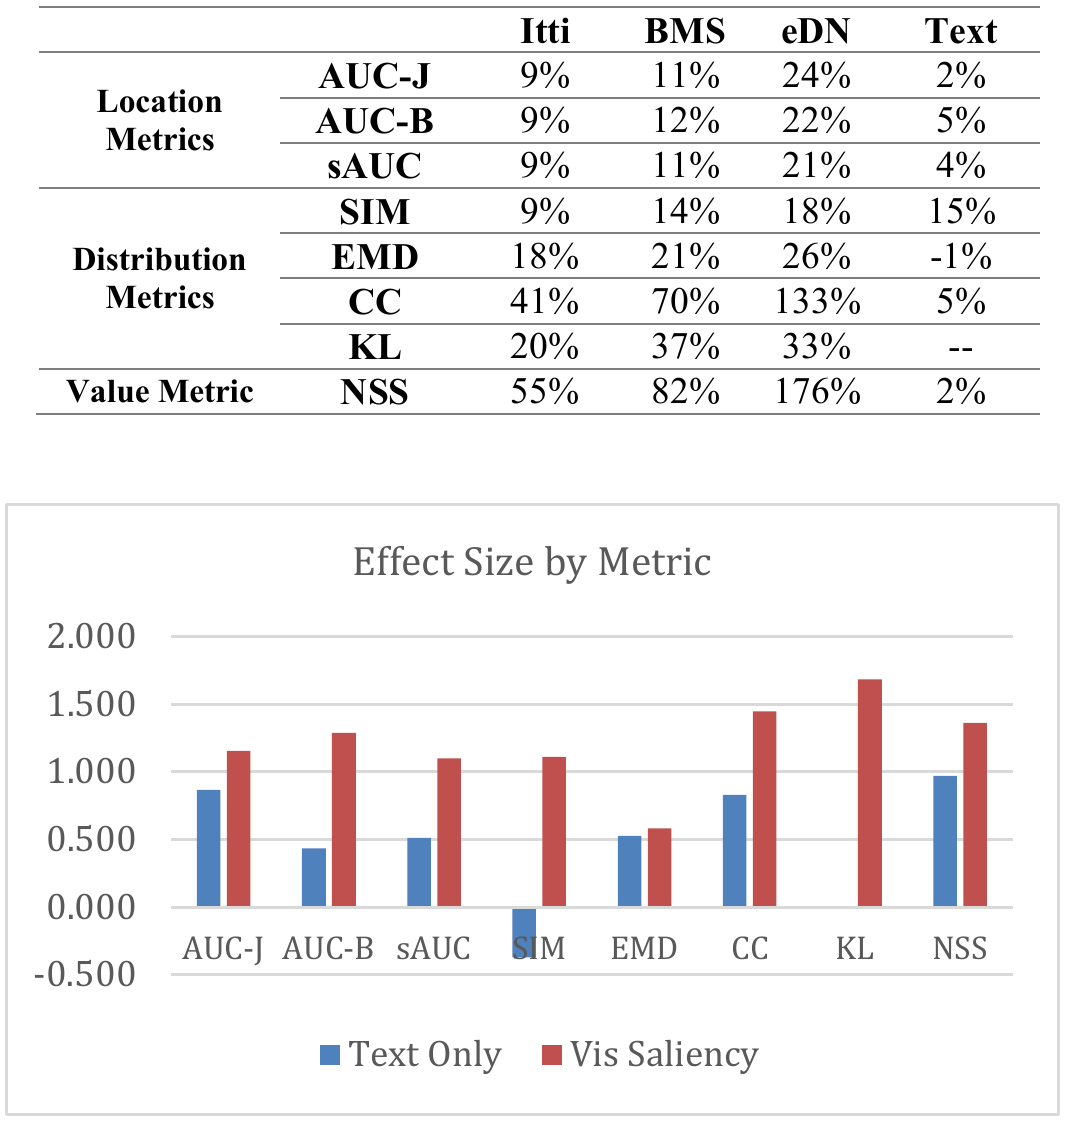 Itti BMS eDN Text
Location Metrics
AUC-J 9% 11% 24% 2%
AUC-B 9% 12% 22% 5%
sAUC 9% 11% 21% 4%
Distribution Metrics
SIM 9% 14% 18% 15%
EMD 18% 21% 26% -1%
CC 41% 70% 133% 5%
KL 20% 37% 33% --
Value Metric NSS 55% 82% 176% 2%
Effect Size by Metric
2.000
1.500
1.000
0.500
0.000
AUC-J AUC-B sAUC SIM EMD CC KL NSS
-0.500
Text Only Vis Saliency